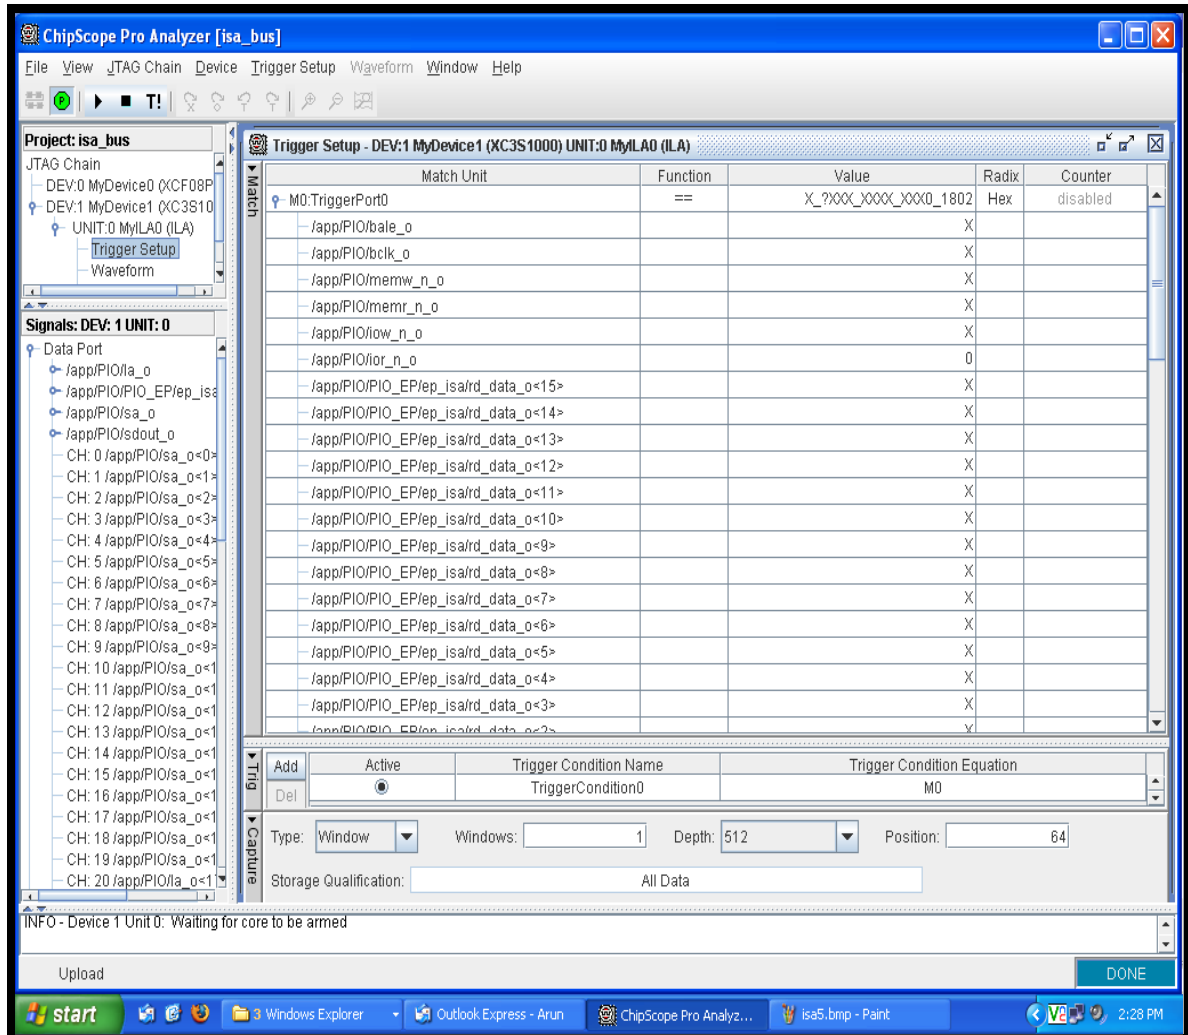 ChipScope Pro Analyzer [isa_bus]
File View JTAG Chain Device Trigger Setup Waveform Window Help
T!
Project: isa_bus
JTAG Chain
DEV:0 MyDevice0 (XCF08P
DEV:1 MyDevice1 (XC3S10
UNIT:0 MyILA0 (ILA)
Trigger Setup
Waveform
Signals: DEV: 1 UNIT: 0
Data Port
/app/PIO/la_o
/app/PIO/PIO_EP/ep_isa
/app/PIO/sa_o
/app/PIO/sdout_o
CH: 0 /app/PIO/sa_o<0>
CH: 1 /app/PIO/sa_o<1>
CH: 2 /app/PIO/sa_o<2>
CH: 3 /app/PIO/sa_o<3>
CH: 4 /app/PIO/sa_o<4>
CH: 5 /app/PIO/sa_o<5>
CH: 6 /app/PIO/sa_o<6>
CH: 7 /app/PIO/sa_o<7>
CH: 8 /app/PIO/sa_o<8>
CH: 9 /app/PIO/sa_o<9>
CH: 10 /app/PIO/sa_o<1
CH: 11 /app/PIO/sa_o<1
CH: 12 /app/PIO/sa_o<1
CH: 13 /app/PIO/sa_o<1
CH: 14 /app/PIO/sa_o<1
CH: 15 /app/PIO/sa_o<1
CH: 16 /app/PIO/sa_o<1
CH: 17 /app/PIO/sa_o<1
CH: 18 /app/PIO/sa_o<1
CH: 19 /app/PIO/sa_o<1
CH: 20 /app/PIO/la_o<1
Trigger Setup - DEV:1 MyDevice1 (XC3S1000) UNIT:0 MyILA0 (ILA)
Match
Match Unit Function Value Radix Counter
M0:TriggerPort0 == X_?XXX_XXXX_XXX0_1802 Hex disabled
/app/PIO/bale_o X
/app/PIO/bclk_o X
/app/PIO/memw_n_o X
/app/PIO/memr_n_o X
/app/PIO/iow_n_o X
/app/PIO/ior_n_o 0
/app/PIO/PIO_EP/ep_isa/rd_data_o<15> X
/app/PIO/PIO_EP/ep_isa/rd_data_o<14> X
/app/PIO/PIO_EP/ep_isa/rd_data_o<13> X
/app/PIO/PIO_EP/ep_isa/rd_data_o<12> X
/app/PIO/PIO_EP/ep_isa/rd_data_o<11> X
/app/PIO/PIO_EP/ep_isa/rd_data_o<10> X
/app/PIO/PIO_EP/ep_isa/rd_data_o<9> X
/app/PIO/PIO_EP/ep_isa/rd_data_o<8> X
/app/PIO/PIO_EP/ep_isa/rd_data_o<7> X
/app/PIO/PIO_EP/ep_isa/rd_data_o<6> X
/app/PIO/PIO_EP/ep_isa/rd_data_o<5> X
/app/PIO/PIO_EP/ep_isa/rd_data_o<4> X
/app/PIO/PIO_EP/ep_isa/rd_data_o<3> X
/app/PIO/PIO_EP/ep_isa/rd_data_o<2> X
Trig
Add Active Trigger Condition Name Trigger Condition Equation
Del TriggerCondition0 M0
Capture
Type: Window Windows: 1 Depth: 512 Position: 64
Storage Qualification: All Data
INFO - Device 1 Unit 0: Waiting for core to be armed
Upload DONE
start 3 Windows Explorer Outlook Express - Arun ChipScope Pro Analyz... isa5.bmp - Paint 2:28 PM